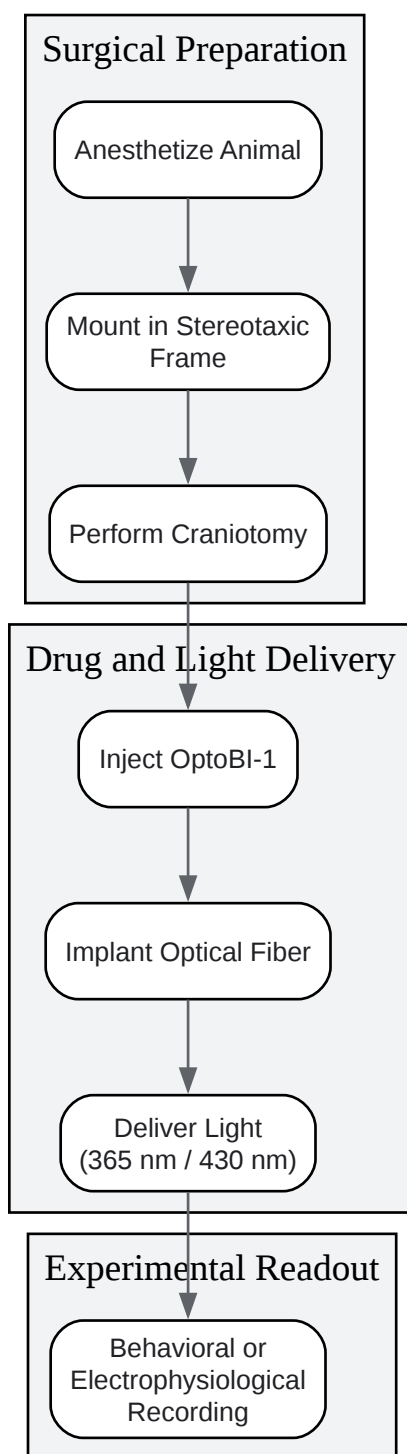 Surgical Preparation
Anesthetize Animal
Mount in Stereotaxic
Frame
Perform Craniotomy
Drug and Light Delivery
Inject OptoBI-1
Implant Optical Fiber
Deliver Light
(365 nm / 430 nm)
Experimental Readout
Behavioral or
Electrophysiological
Recording